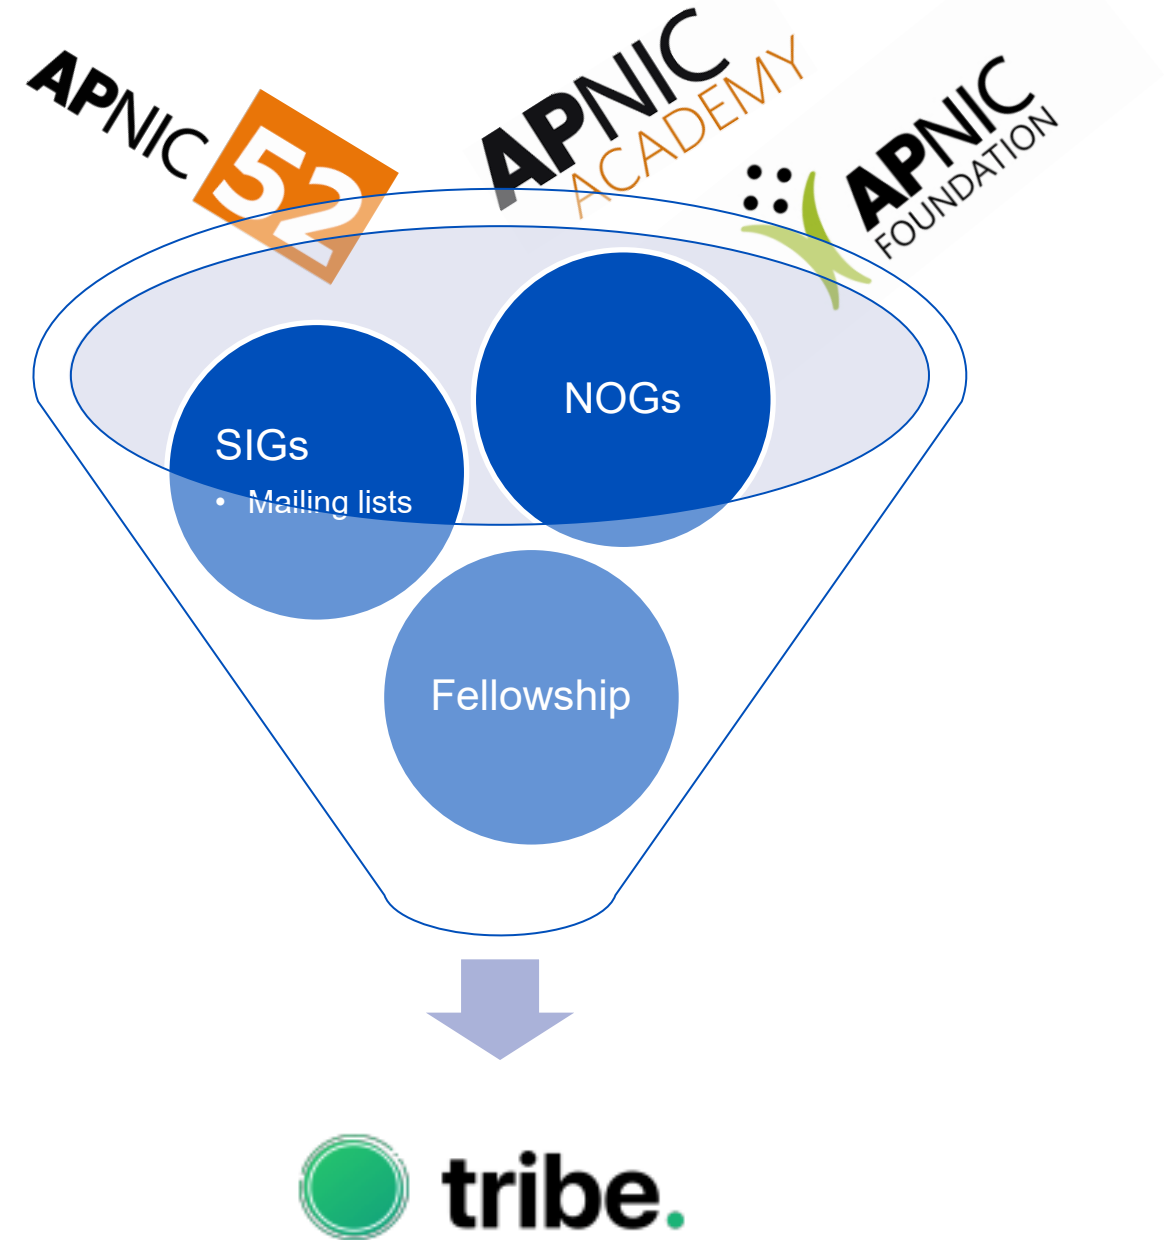 APNIC 52
APNIC
ACADEMY
APNIC
FOUNDATION
NOGs
SIGs
• Mailing lists
Fellowship
tribe.